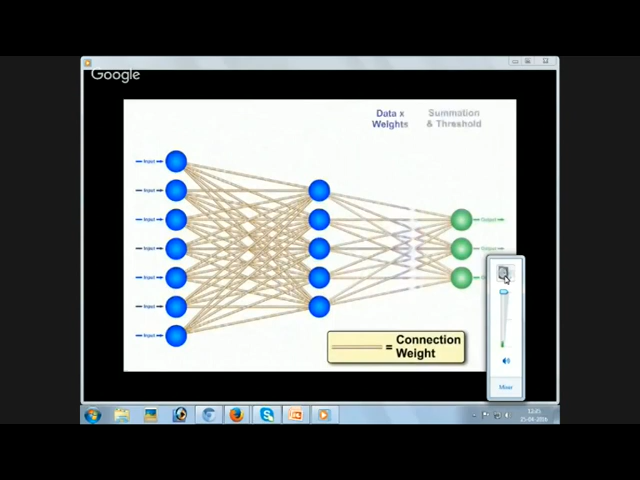 Google
Data x
Weights
Summation
& Threshold
Input
Input
Input
Output
Input
Output
Input
Input
Input
= Connection
Weight
Mixer
12:25
25-04-2016